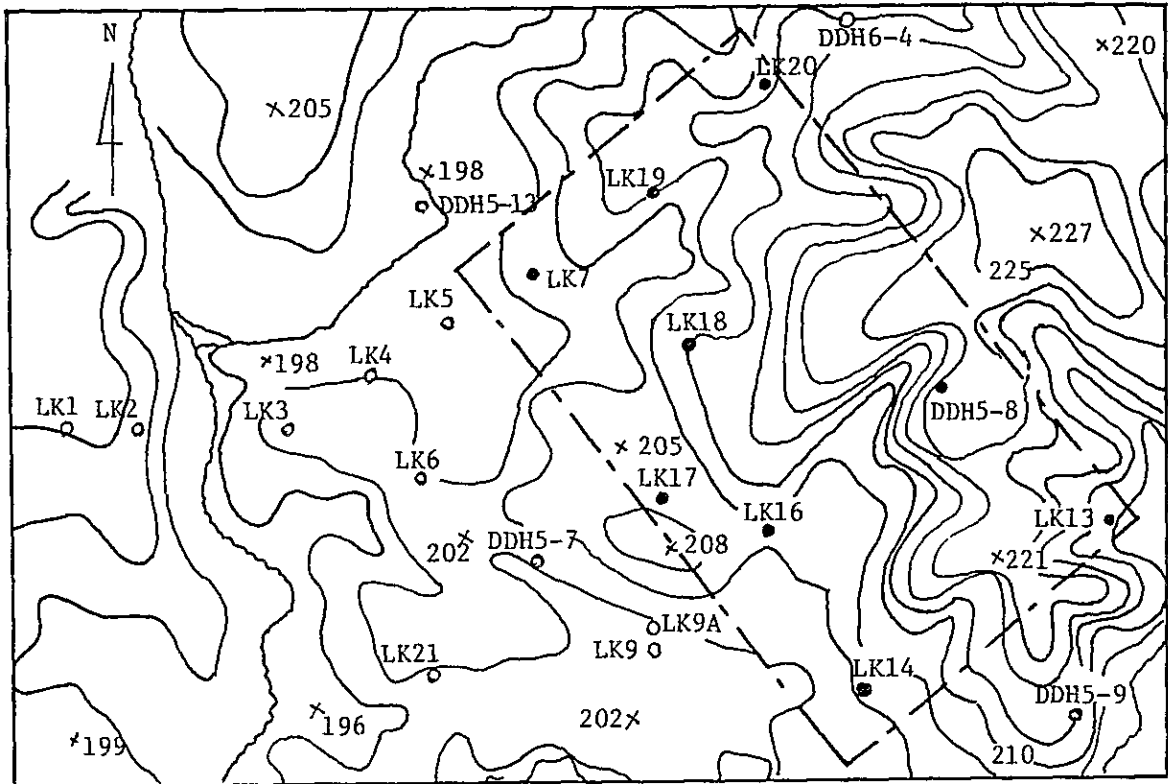 N
DDH6-4
×220
LK20
×205
×198
LK19
DDH5-13
×227
225
LK7
LK5
LK18
×198
LK4
LK1
LK2
LK3
DDH5-8
×205
LK6
LK17
LK16
LK13
202×
DDH5-7
×208
×221
LK9A
LK9
LK21
LK14
DDH5-9
×196
202×
×199
210